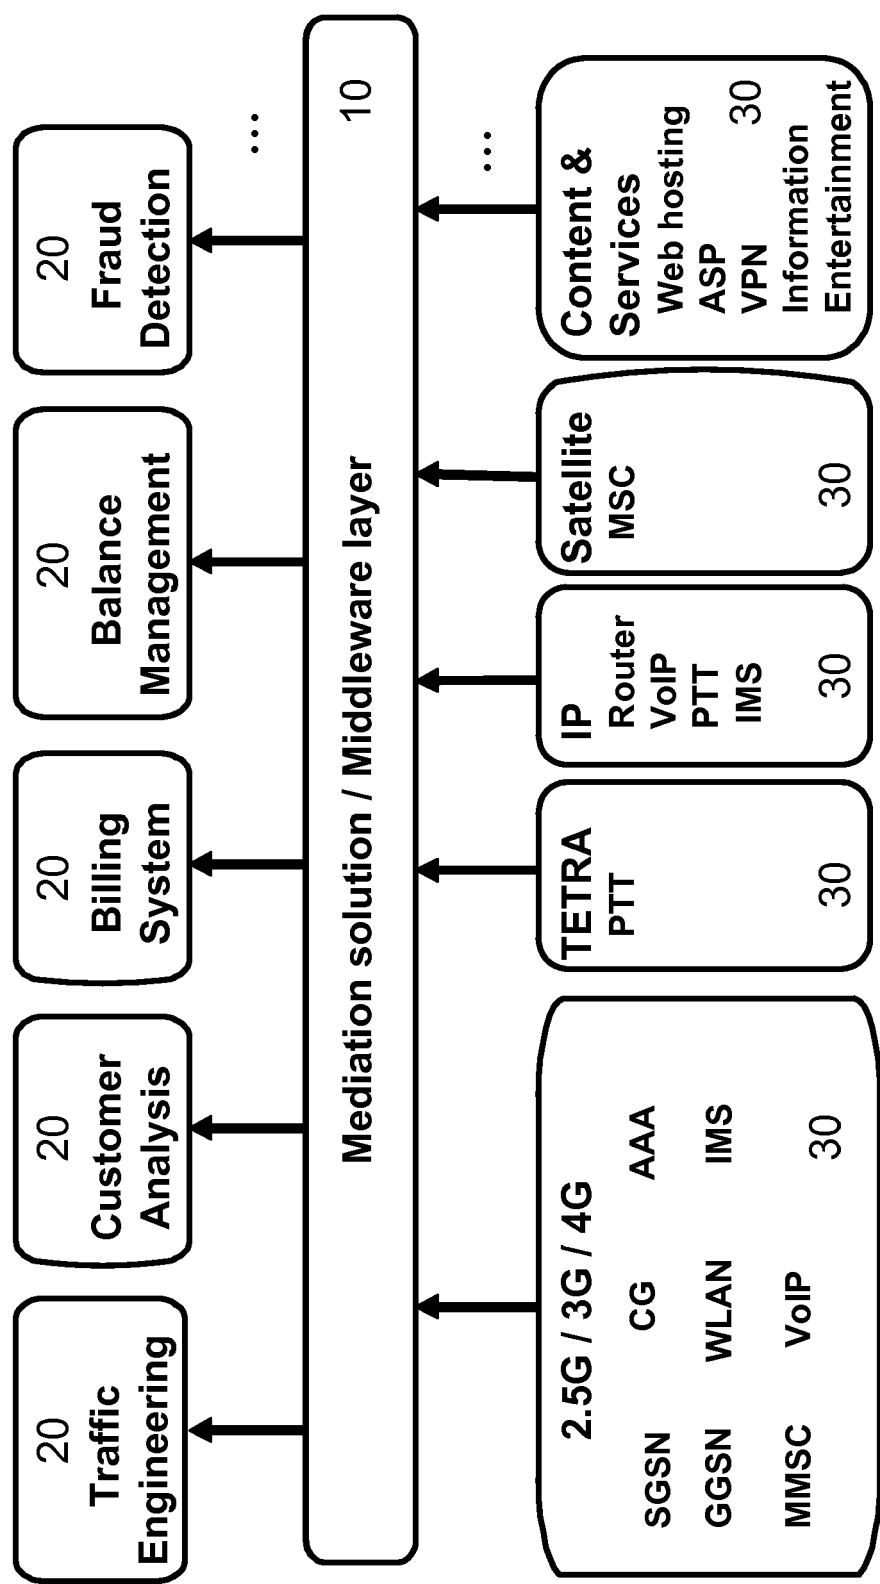 20
Traffic
Engineering
20
Customer
Analysis
20
Billing
System
20
Balance
Management
20
Fraud
Detection
...
Mediation solution / Middleware layer
10
...
2.5G / 3G / 4G
SGSN CG AAA
GGSN WLAN IMS
MMSC VoIP
30
TETRA
PTT
30
IP
Router
VoIP
PTT
IMS
30
Satellite
MSC
30
Content &
Services
Web hosting
ASP
VPN 30
Information
Entertainment